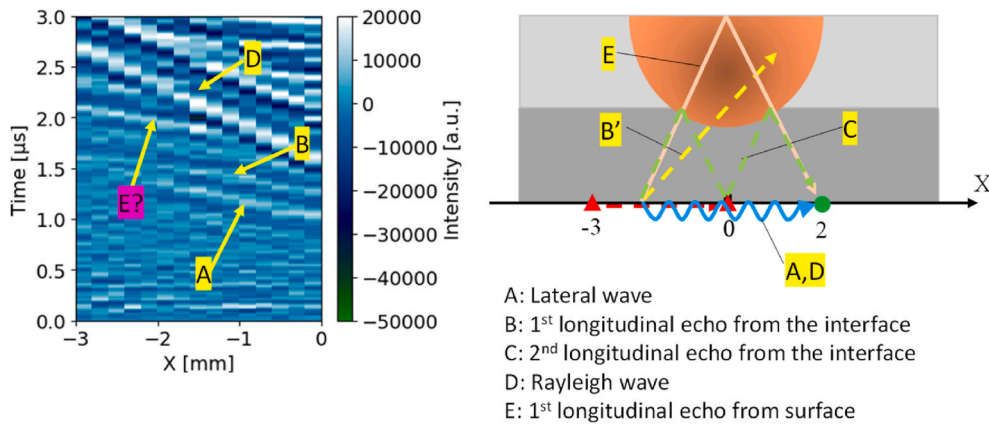 3.0
2.5
2.0
1.5
1.0
0.5
0.0
Time [µs]
-3
-2
-1
0
X [mm]
D
B
E?
A
20000
10000
0
-10000
-20000
-30000
-40000
-50000
Intensity [a.u.]
E
B’
C
X
-3
0
2
A,D
A: Lateral wave
B: 1st longitudinal echo from the interface
C: 2nd longitudinal echo from the interface
D: Rayleigh wave
E: 1st longitudinal echo from surface